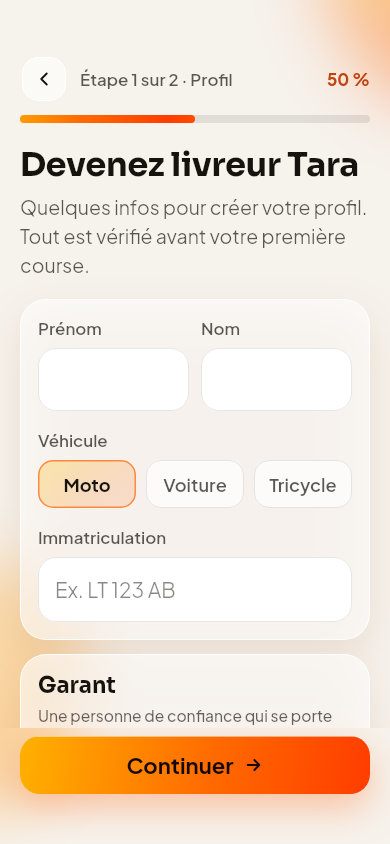 Étape 1 sur 2 · Profil
50 %
Devenez livreur Tara
Quelques infos pour créer votre profil.
Tout est vérifié avant votre première
course.
Prénom
Nom
Véhicule
Moto
Voiture
Tricycle
Immatriculation
Ex. LT 123 AB
Garant
Une personne de confiance qui se porte
Continuer →